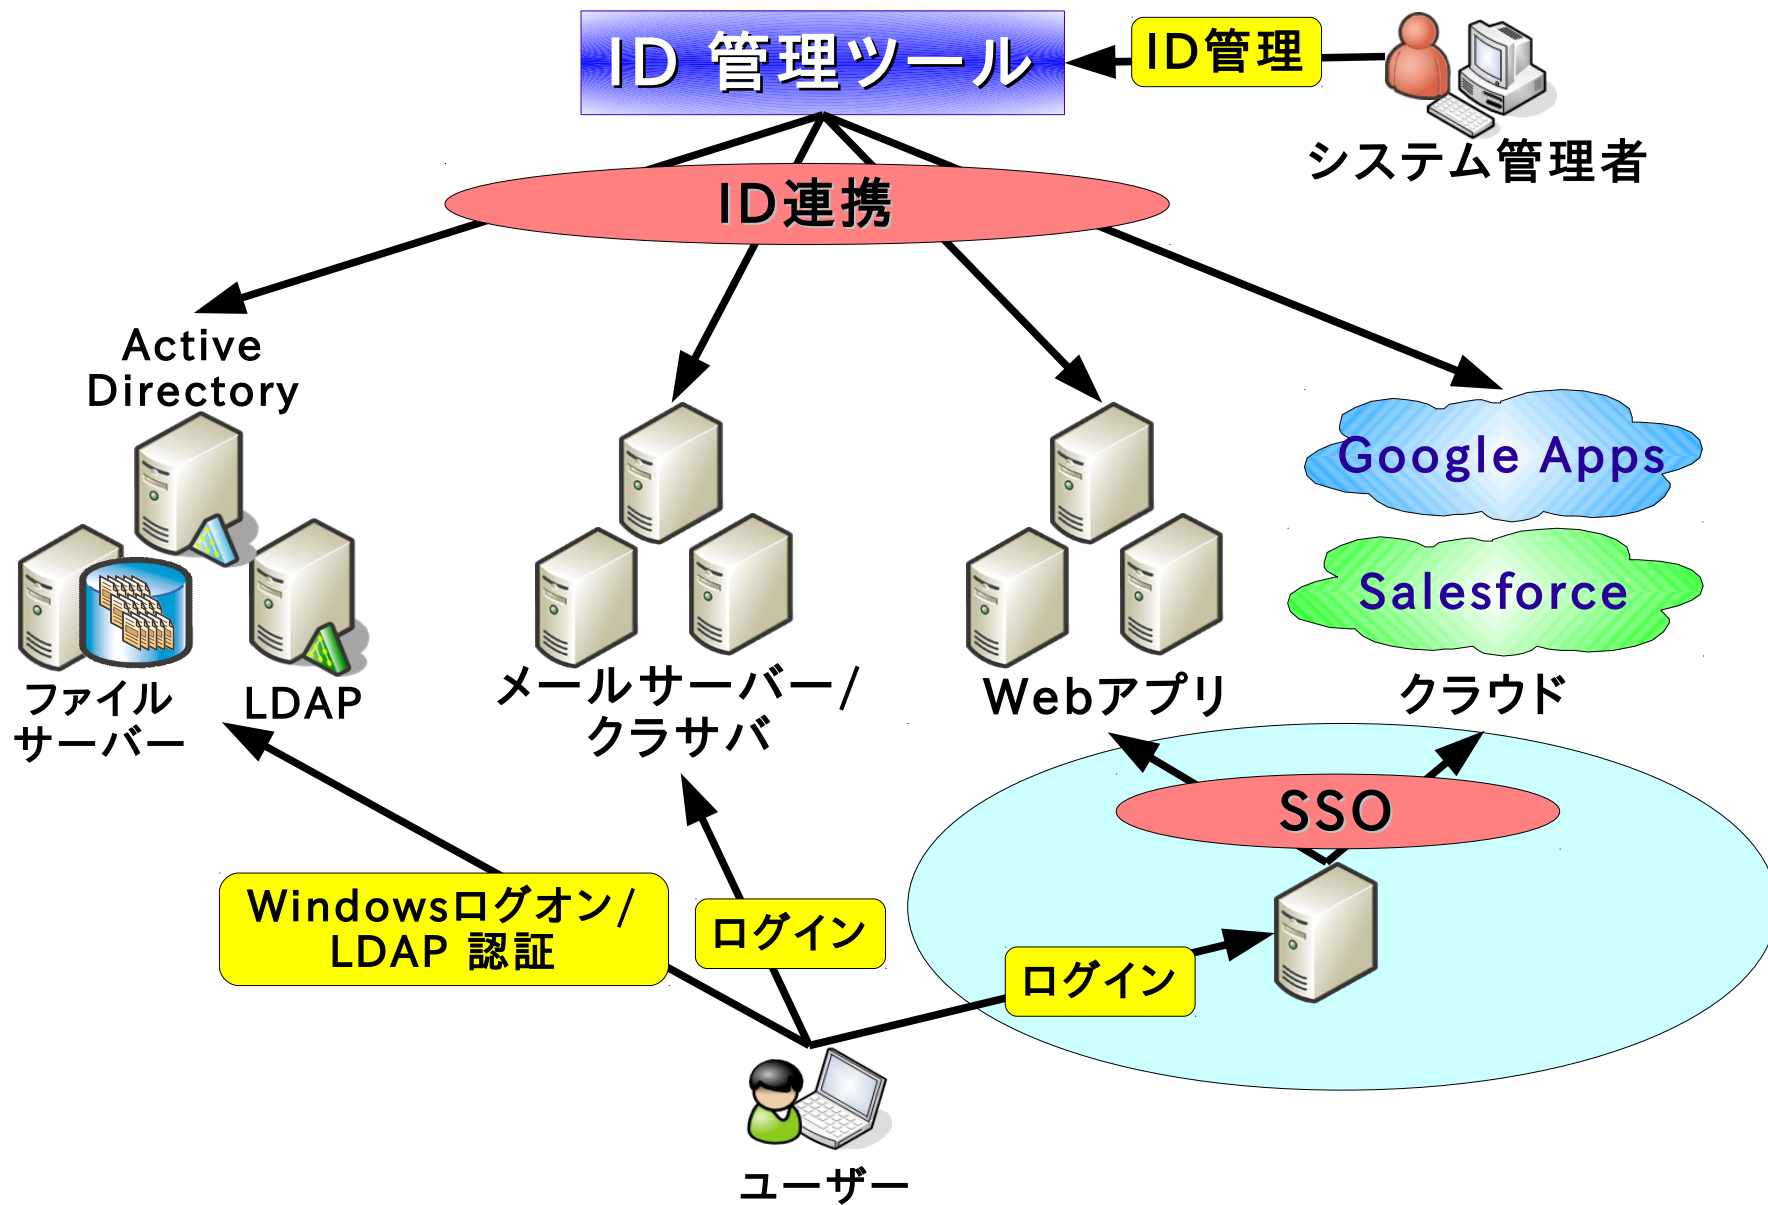 ID 管理ツール
ID管理
システム管理者
ID連携
Active
Directory
Google Apps
Salesforce
ファイル
サーバー
LDAP
メールサーバー/
クラサバ
Webアプリ
クラウド
SSO
Windowsログオン/
LDAP 認証
ログイン
ログイン
ユーザー